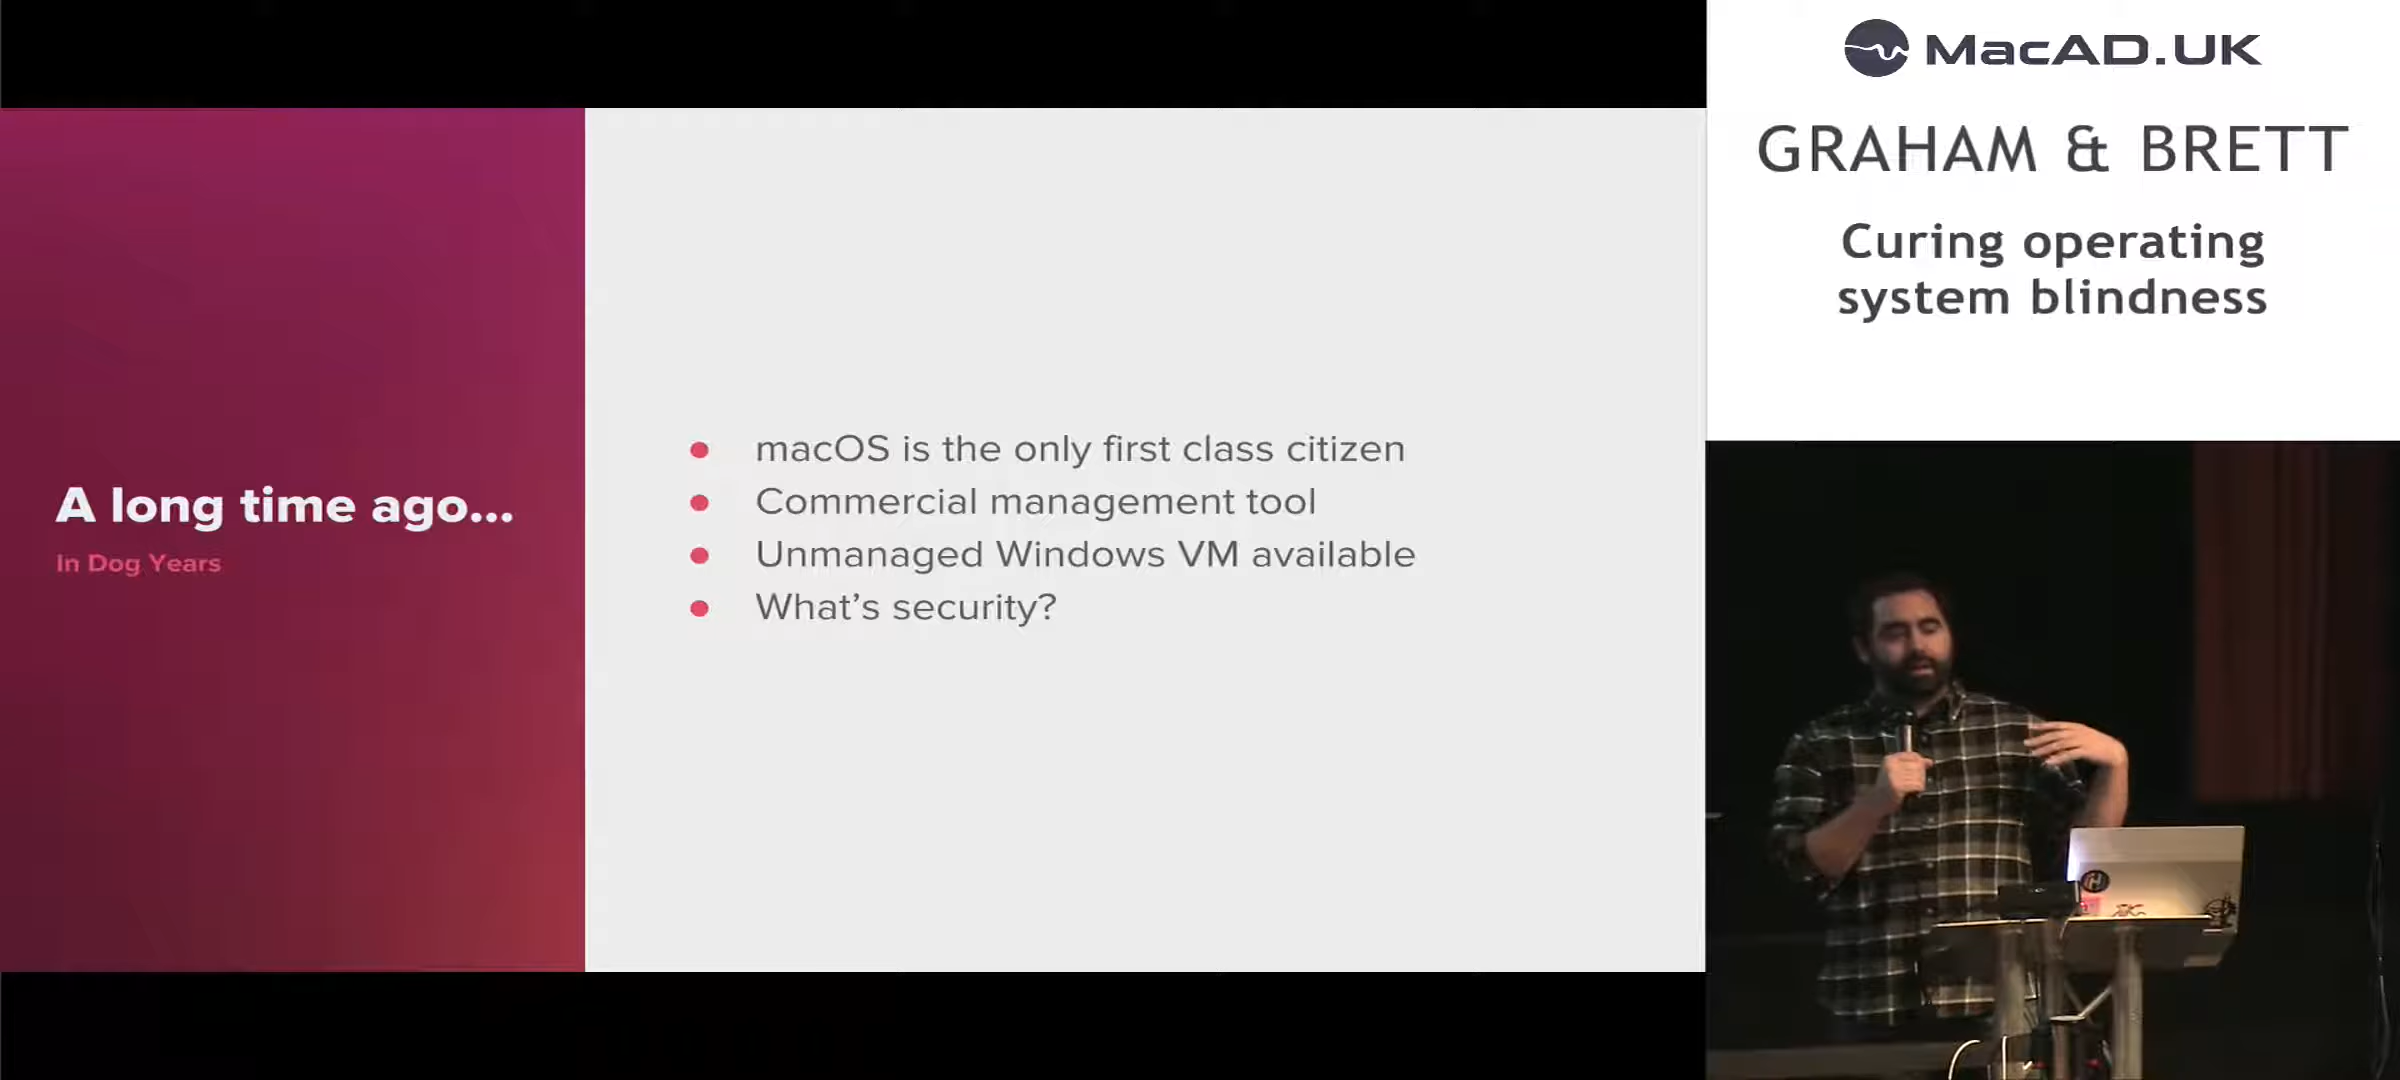 MacAD.UK
GRAHAM & BRETT
Curing operating
system blindness
A long time ago...
In Dog Years
macOS is the only first class citizen
Commercial management tool
Unmanaged Windows VM available
What's security?